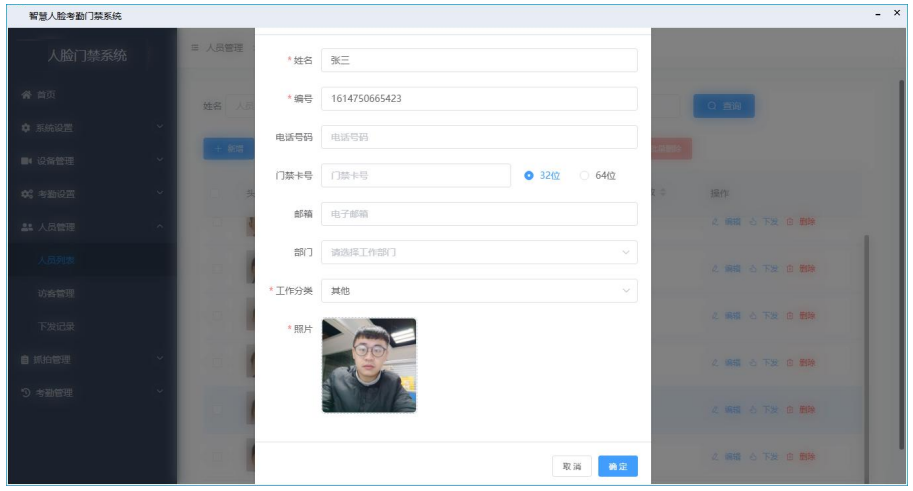 智慧人脸考勤门禁系统
人脸门禁系统
人员管理
首页
系统设置
设备管理
考勤设置
人员管理
人员列表
访客管理
下发记录
抓拍管理
考勤管理
姓名 人员
查询
+ 新增
操作
编辑 下发 删除
编辑 下发 删除
编辑 下发 删除
编辑 下发 删除
编辑 下发 删除
编辑 下发 删除
* 姓名 张三
* 编号 1614750665423
电话号码 电话号码
门禁卡号 门禁卡号 32位 64位
邮箱 电子邮箱
部门 请选择工作部门
* 工作分类 其他
* 照片
取消 确定